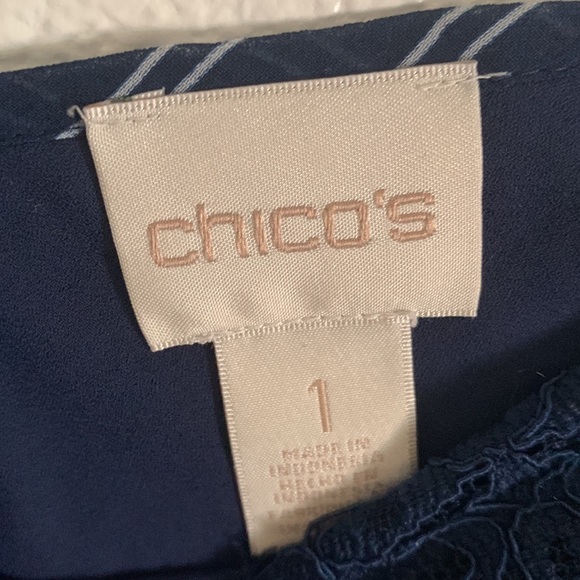 chico's
1
MADE IN
INDONESIA
HECHO EN
INDONESIA